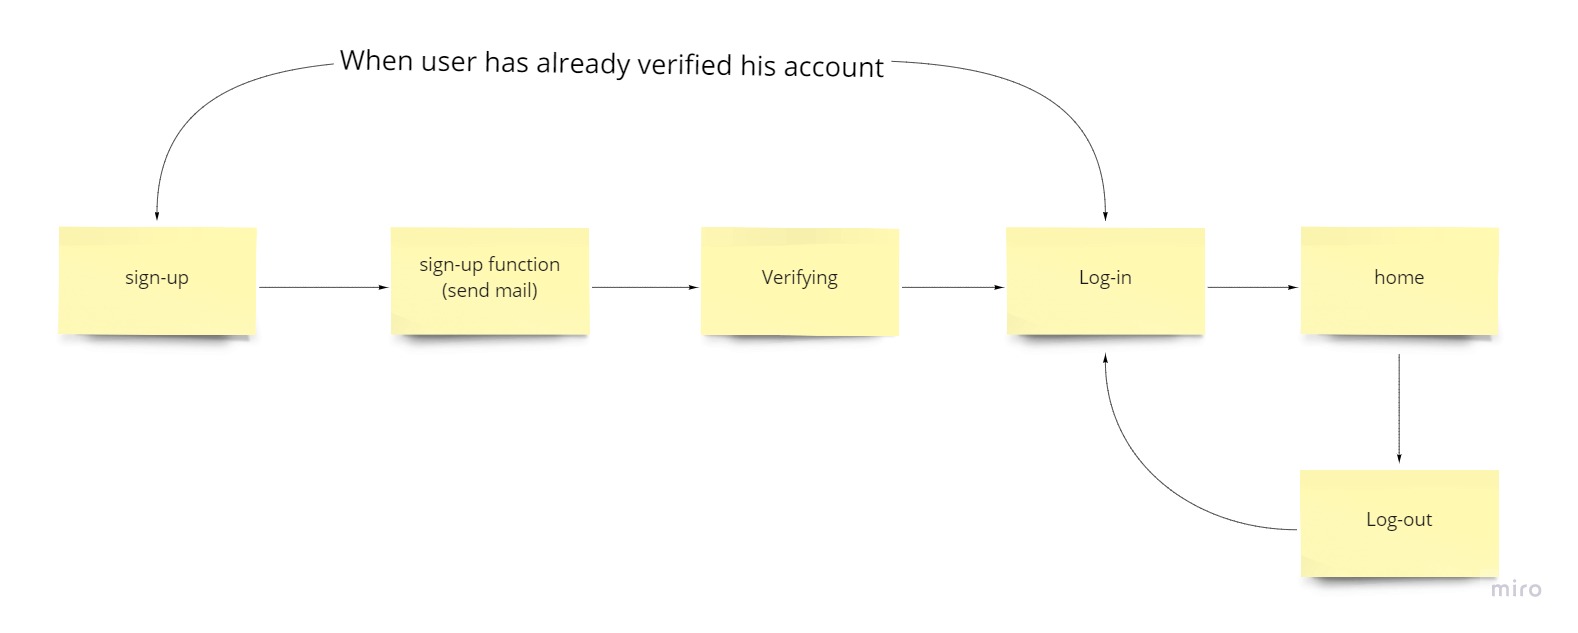 When user has already verified his account
sign-up
sign-up function
(send mail)
Verifying
Log-in
home
Log-out
miro